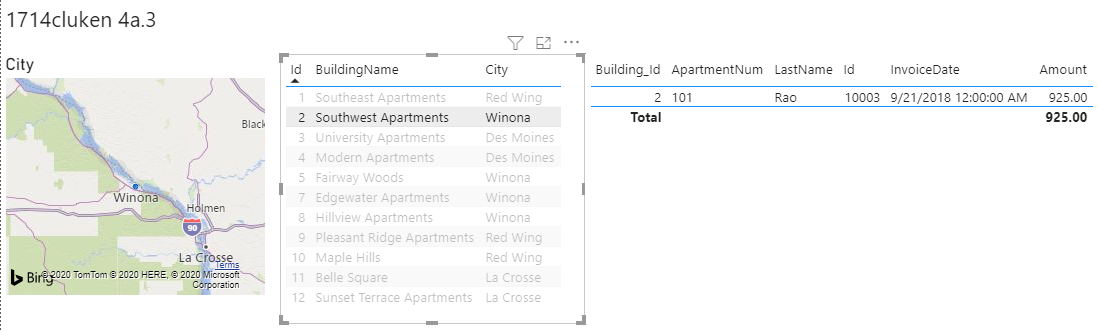 1714cluken 4a.3
City
Black
Winona
Holmen
90
La Crosse
Terms
Bing
© 2020 TomTom © 2020 HERE, © 2020 Microsoft
Corporation
Id BuildingName City
1 Southeast Apartments Red Wing
2 Southwest Apartments Winona
3 University Apartments Des Moines
4 Modern Apartments Des Moines
5 Fairway Woods Winona
7 Edgewater Apartments Winona
8 Hillview Apartments Winona
9 Pleasant Ridge Apartments Red Wing
10 Maple Hills Red Wing
11 Belle Square La Crosse
12 Sunset Terrace Apartments La Crosse
Building_Id ApartmentNum LastName Id InvoiceDate Amount
2 101 Rao 10003 9/21/2018 12:00:00 AM 925.00
Total 925.00